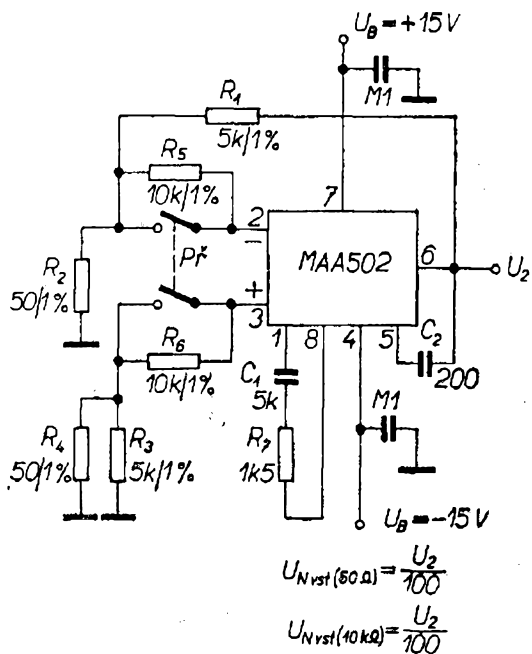 U_B = +15V
M1
R1
5k/1%
R5
10k/1%
7
2
−
MAA502
6
U2
R2
50/1%
Př
+
3
1
8
4
5
C2
200
R6
10k/1%
C1
5k
M1
R4
50/1%
R3
5k/1%
R7
1k5
U_B = −15V
U_Nvst(50Ω) = U2/100
U_Nvst(10kΩ) = U2/100